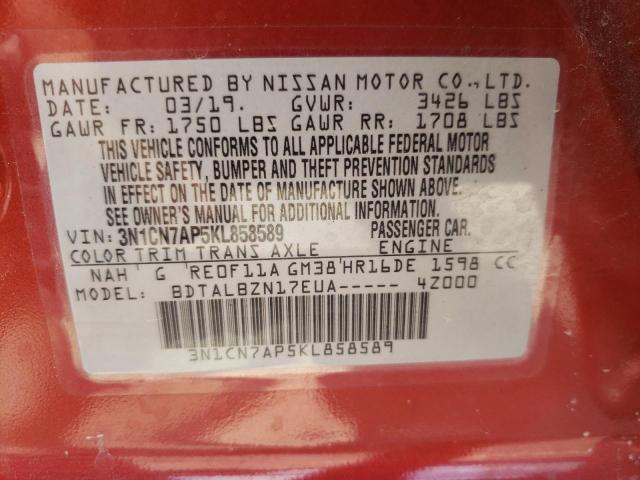 MANUFACTURED BY NISSAN MOTOR CO.,LTD.
DATE: 03/19. GVWR: 3426 LBS
GAWR FR: 1750 LBS GAWR RR: 1708 LBS
THIS VEHICLE CONFORMS TO ALL APPLICABLE FEDERAL MOTOR
VEHICLE SAFETY, BUMPER AND THEFT PREVENTION STANDARDS
IN EFFECT ON THE DATE OF MANUFACTURE SHOWN ABOVE.
SEE OWNER'S MANUAL FOR ADDITIONAL INFORMATION
VIN: 3N1CN7AP5KL858589 PASSENGER CAR.
COLOR TRIM TRANS AXLE ENGINE
NAH ' G 'RE0F11A GM38'HR16DE 1598 CC
MODEL: BDTALBZN17EUA----- 4Z000
3N1CN7AP5KL858589